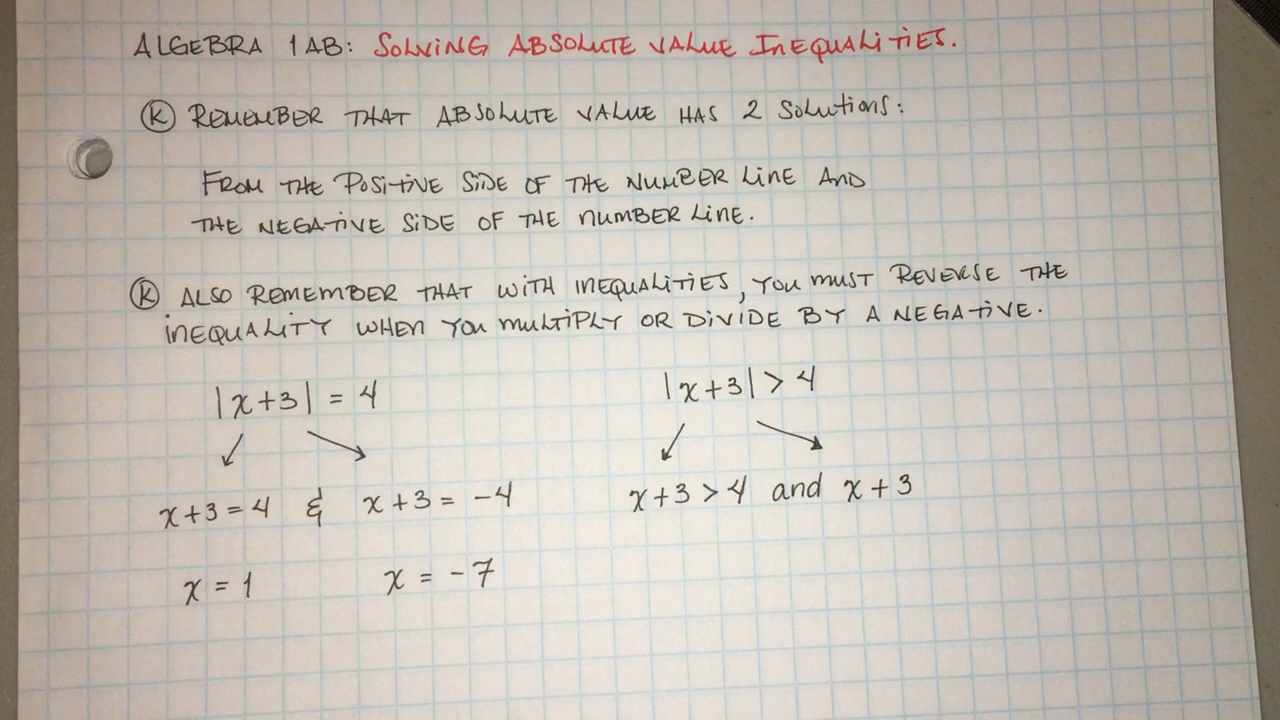 ALGEBRA 1AB: SOLVING ABSOLUTE VALUE INEQUALITIES.
K REMEMBER THAT ABSOLUTE VALUE HAS 2 SOLUTIONS:
FROM THE POSITIVE SIDE OF THE NUMBER LINE AND
THE NEGATIVE SIDE OF THE NUMBER LINE.
K ALSO REMEMBER THAT WITH INEQUALITIES, YOU MUST REVERSE THE
INEQUALITY WHEN YOU MULTIPLY OR DIVIDE BY A NEGATIVE.
|x+3| = 4
x+3=4 & x+3=-4
x=1 x=-7
|x+3|>4
x+3>4 and x+3